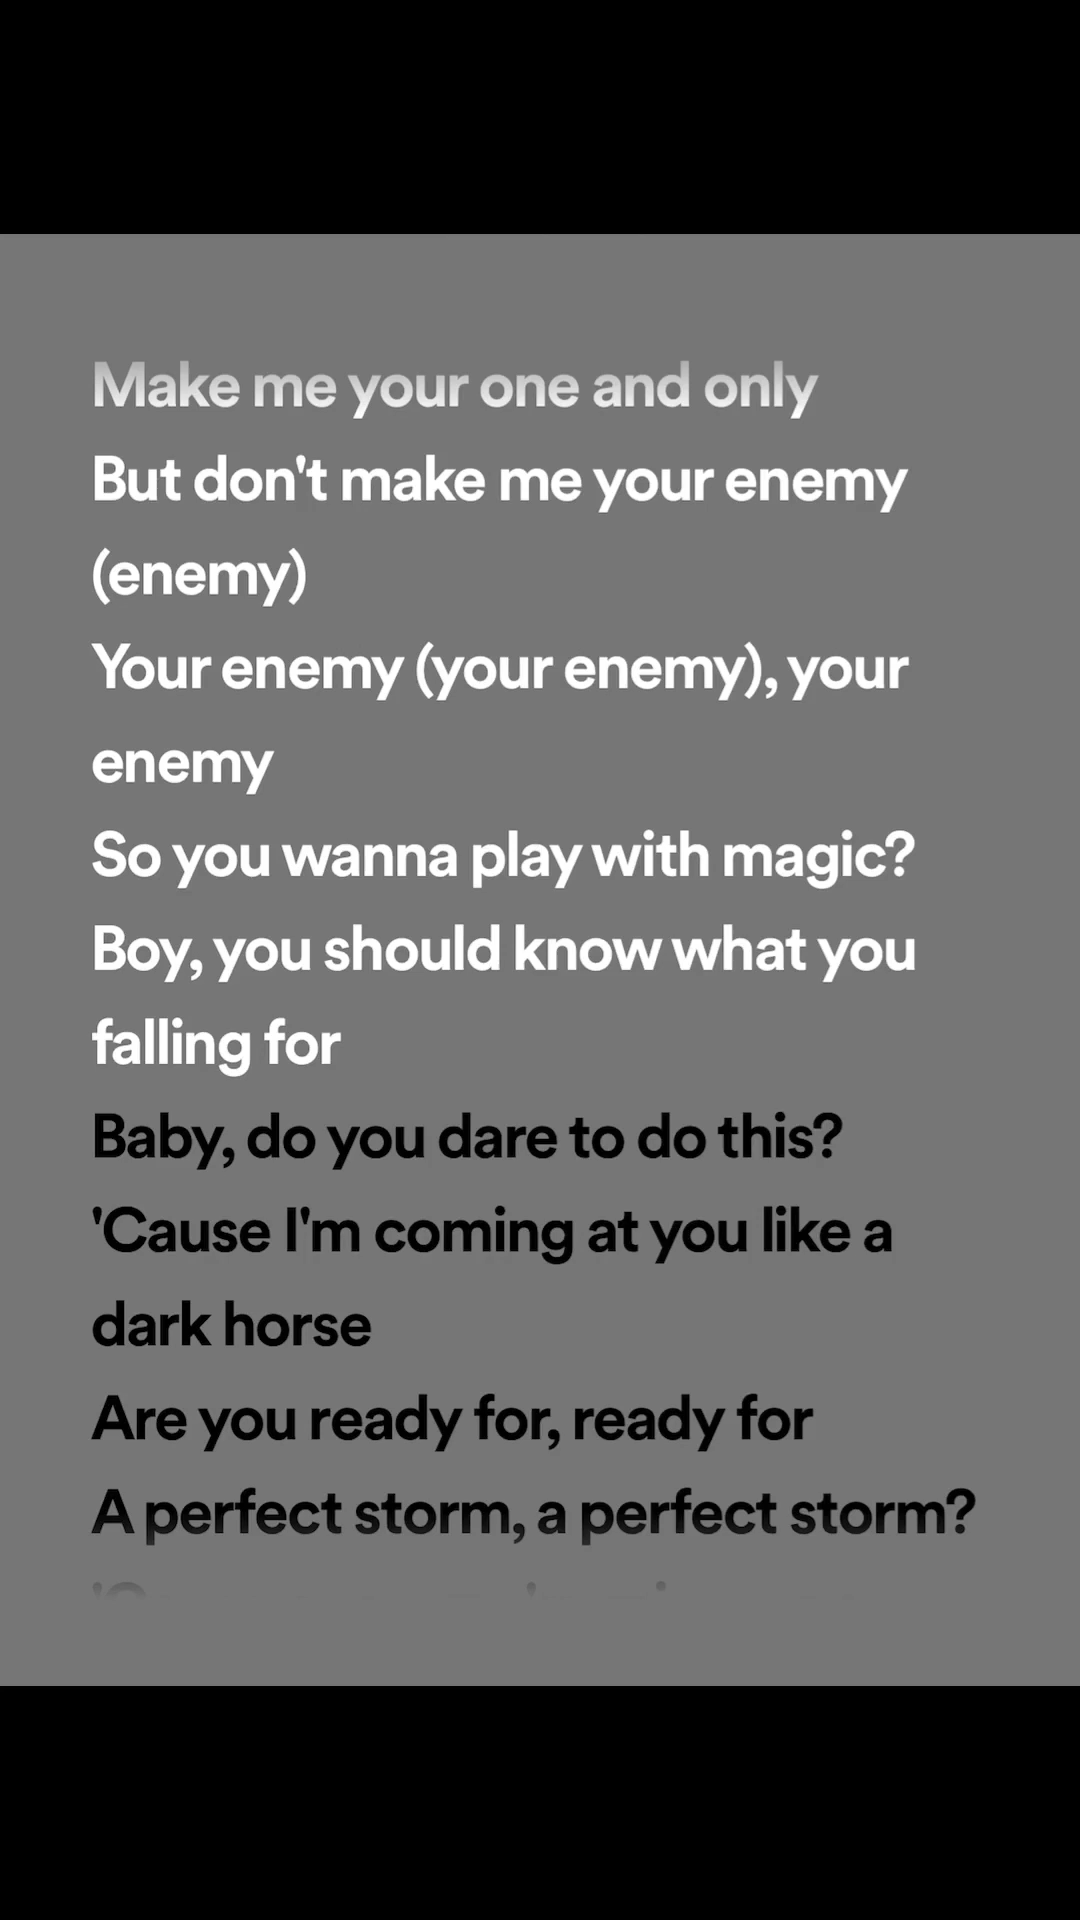 Make me your one and only
But don't make me your enemy
(enemy)
Your enemy (your enemy), your
enemy
So you wanna play with magic?
Boy, you should know what you
falling for
Baby, do you dare to do this?
'Cause I'm coming at you like a
dark horse
Are you ready for, ready for
A perfect storm, a perfect storm?